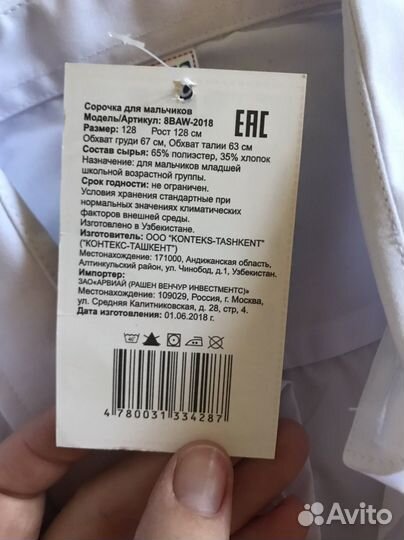 Сорочка для мальчиков
Модель/Артикул: 8BAW-2018
Размер: 128 Рост 128 см
Обхват груди 67 см, Обхват талии 63 см
Состав сырья: 65% полиэстер, 35% хлопок
Назначение: для мальчиков младшей
школьной возрастной группы.
Срок годности: не ограничен.
Условия хранения стандартные при
нормальных значениях климатических
факторов внешней среды.
Изготовлено в Узбекистане.
Изготовитель: ООО "KONTEKS-TASHKENT"
("КОНТЕКС-ТАШКЕНТ")
Местонахождение: 171000, Андижанская область,
Алтинкульский район, ул. Чинобод, д.1, Узбекистан.
Импортер:
ЗАО«АРВИАЙ (РАШЕН ВЕНЧУР ИНВЕСТМЕНТС)»
Местонахождение: 109029, Россия, г. Москва,
ул. Средняя Калитниковская, д. 28, стр. 4.
Дата изготовления: 01.06.2018 г.
EAC
40°
4780031334287
Avito